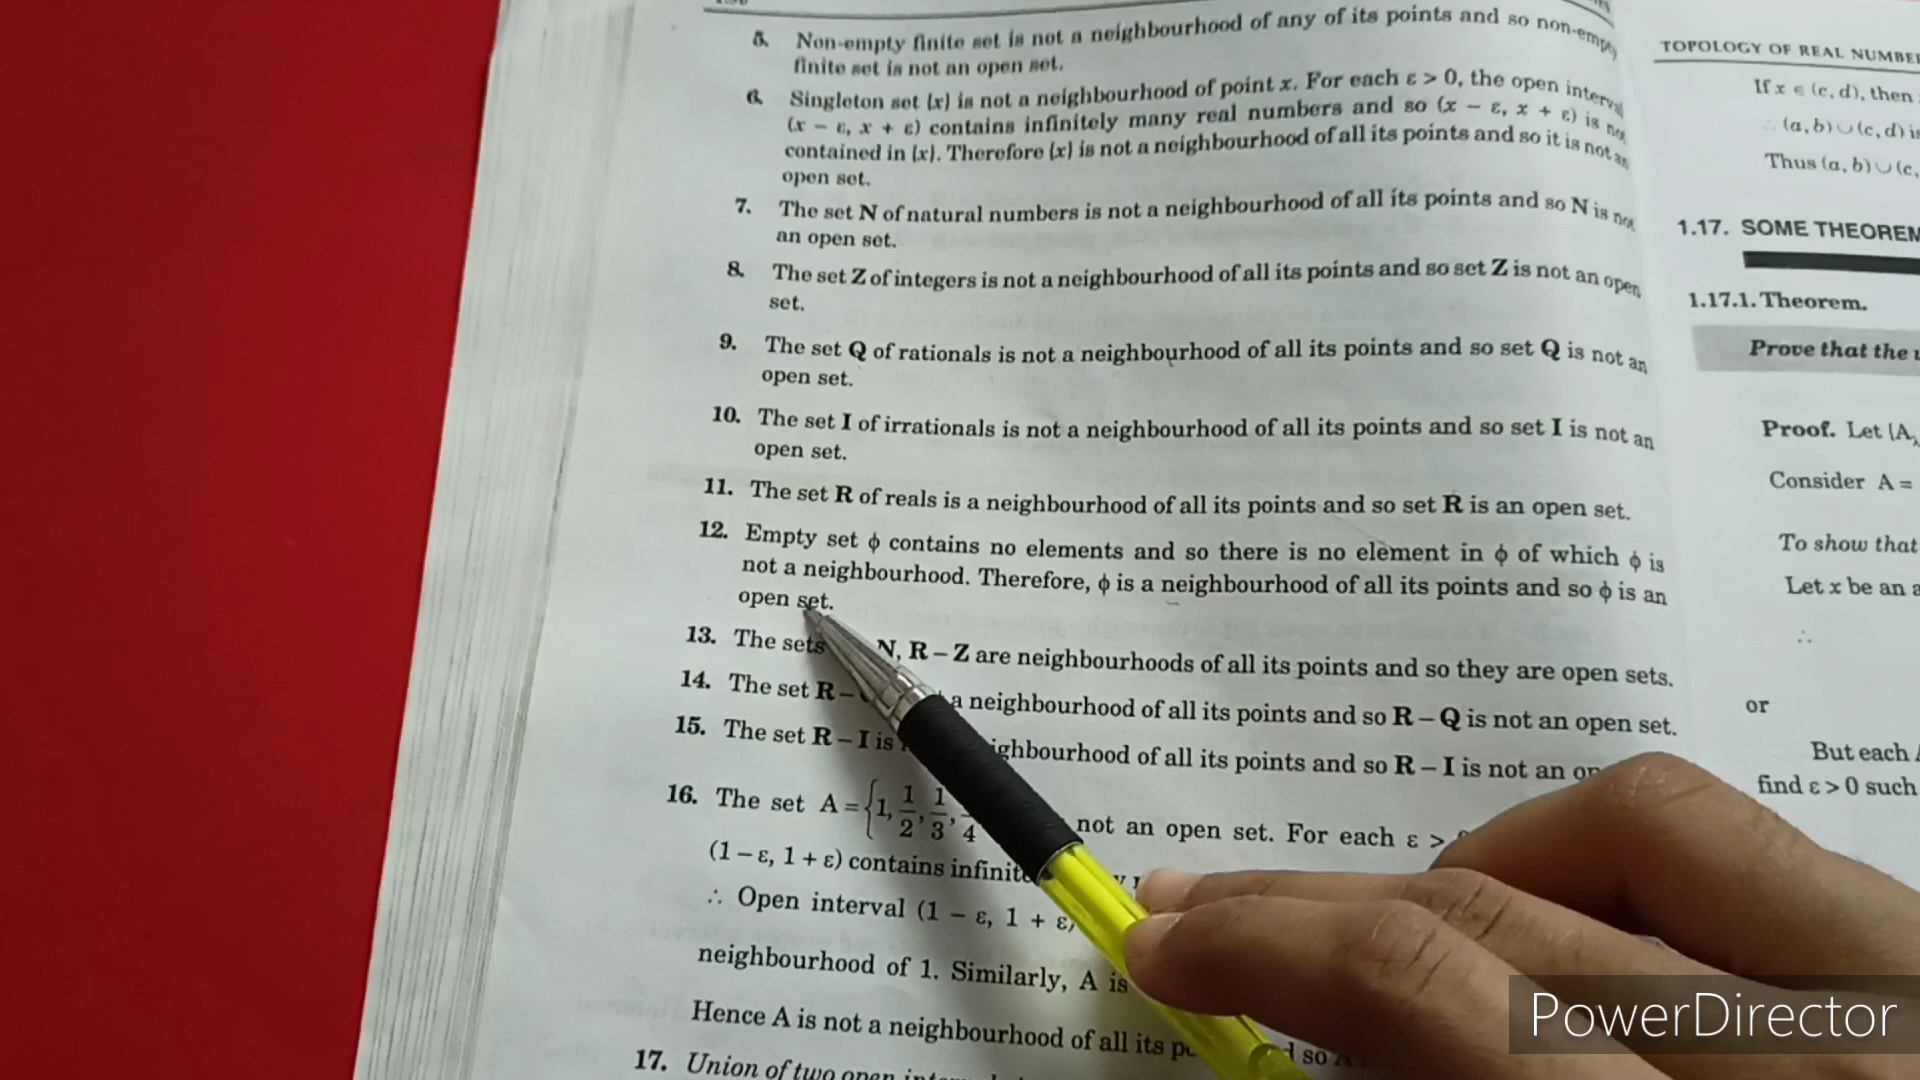 5. Non-empty finite set is not a neighbourhood of any of its points and so non-empty
finite set is not an open set.
6. Singleton set {x} is not a neighbourhood of point x. For each ε > 0, the open interval
(x – ε, x + ε) contains infinitely many real numbers and so (x – ε, x + ε) is not
contained in {x}. Therefore {x} is not a neighbourhood of all its points and so it is not an
open set.
7. The set N of natural numbers is not a neighbourhood of all its points and so N is not
an open set.
8. The set Z of integers is not a neighbourhood of all its points and so set Z is not an open
set.
9. The set Q of rationals is not a neighbourhood of all its points and so set Q is not an
open set.
10. The set I of irrationals is not a neighbourhood of all its points and so set I is not an
open set.
11. The set R of reals is a neighbourhood of all its points and so set R is an open set.
12. Empty set ϕ contains no elements and so there is no element in ϕ of which ϕ is
not a neighbourhood. Therefore, ϕ is a neighbourhood of all its points and so ϕ is an
open set.
13. The sets N, R – Z are neighbourhoods of all its points and so they are open sets.
14. The set R – a neighbourhood of all its points and so R – Q is not an open set.
15. The set R – I is neighbourhood of all its points and so R – I is not an
16. The set A = {1, 1/2, 1/3, 4 not an open set. For each ε >
(1 – ε, 1 + ε) contains
∴ Open interval (1 – ε, 1 + ε)
neighbourhood of 1. Similarly, A is
Hence A is not a neighbourhood of all its so
17. Union of two open
TOPOLOGY OF REAL
If x ∈ (c, d), then
∴ (a, b) ∪ (c, d)
Thus (a, b) ∪ (c,
1.17. SOME
1.17.1. Theorem.
Prove that the
Proof. Let {A
Consider A =
To show that
Let x be an
∴
or
But each
find ε > 0 such
PowerDirector